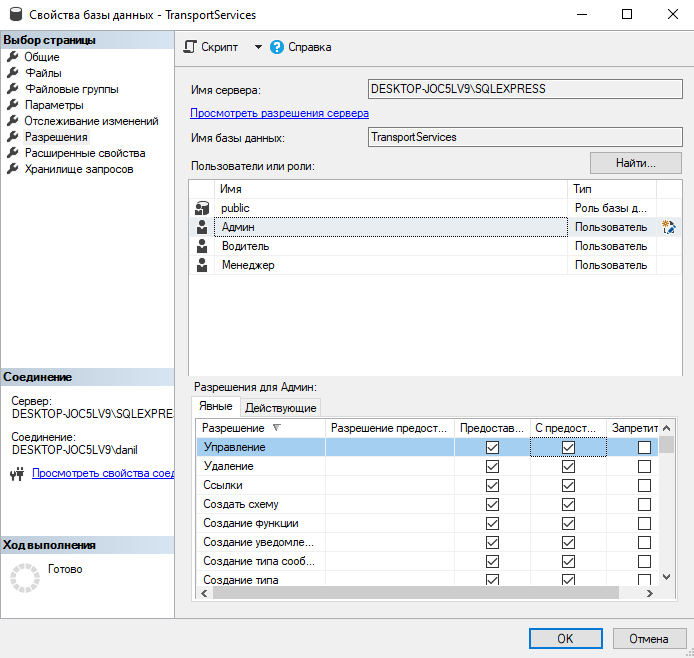 Свойства базы данных - TransportServices
Выбор страницы
Общие
Файлы
Файловые группы
Параметры
Отслеживание изменений
Разрешения
Расширенные свойства
Хранилище запросов
Скрипт
Справка
Имя сервера:
DESKTOP-JOC5LV9\SQLEXPRESS
Просмотреть разрешения сервера
Имя базы данных:
TransportServices
Пользователи или роли:
Найти...
Имя Тип
public Роль базы д...
Админ Пользователь
Водитель Пользователь
Менеджер Пользователь
Соединение
Сервер:
DESKTOP-JOC5LV9\SQLEXPRE
Соединение:
DESKTOP-JOC5LV9\danil
Просмотреть свойства соед
Ход выполнения
Готово
Разрешения для Админ:
Явные Действующие
Разрешение Разрешение предост... Предостав... С предост... Запретит
Управление
Удаление
Ссылки
Создать схему
Создание функции
Создание уведомле...
Создание типа сооб...
Создание типа
OK Отмена